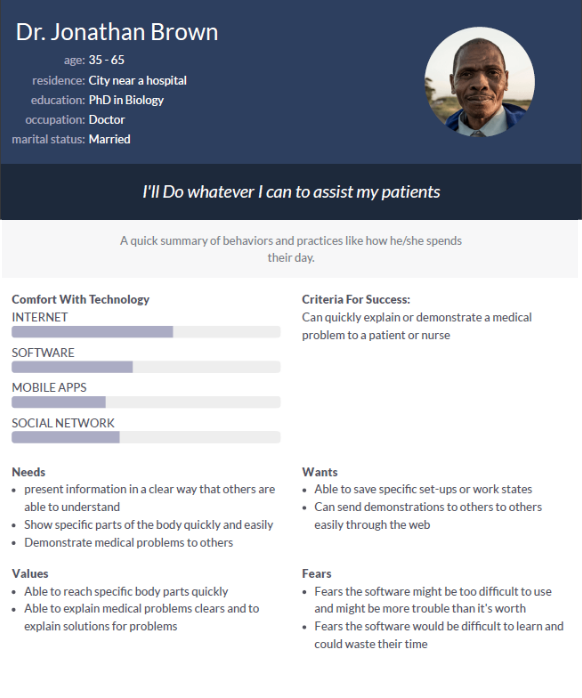 Dr. Jonathan Brown
age: 35 - 65
residence: City near a hospital
education: PhD in Biology
occupation: Doctor
marital status: Married
I'll Do whatever I can to assist my patients
A quick summary of behaviors and practices like how he/she spends
their day.
Comfort With Technology
INTERNET
SOFTWARE
MOBILE APPS
SOCIAL NETWORK
Criteria For Success:
Can quickly explain or demonstrate a medical
problem to a patient or nurse
Needs
• present information in a clear way that others are
able to understand
• Show specific parts of the body quickly and easily
• Demonstrate medical problems to others
Wants
• Able to save specific set-ups or work states
• Can send demonstrations to others to others
easily through the web
Values
• Able to reach specific body parts quickly
• Able to explain medical problems clears and to
explain solutions for problems
Fears
• Fears the software might be too difficult to use
and might be more trouble than it's worth
• Fears the software would be difficult to learn and
could waste their time